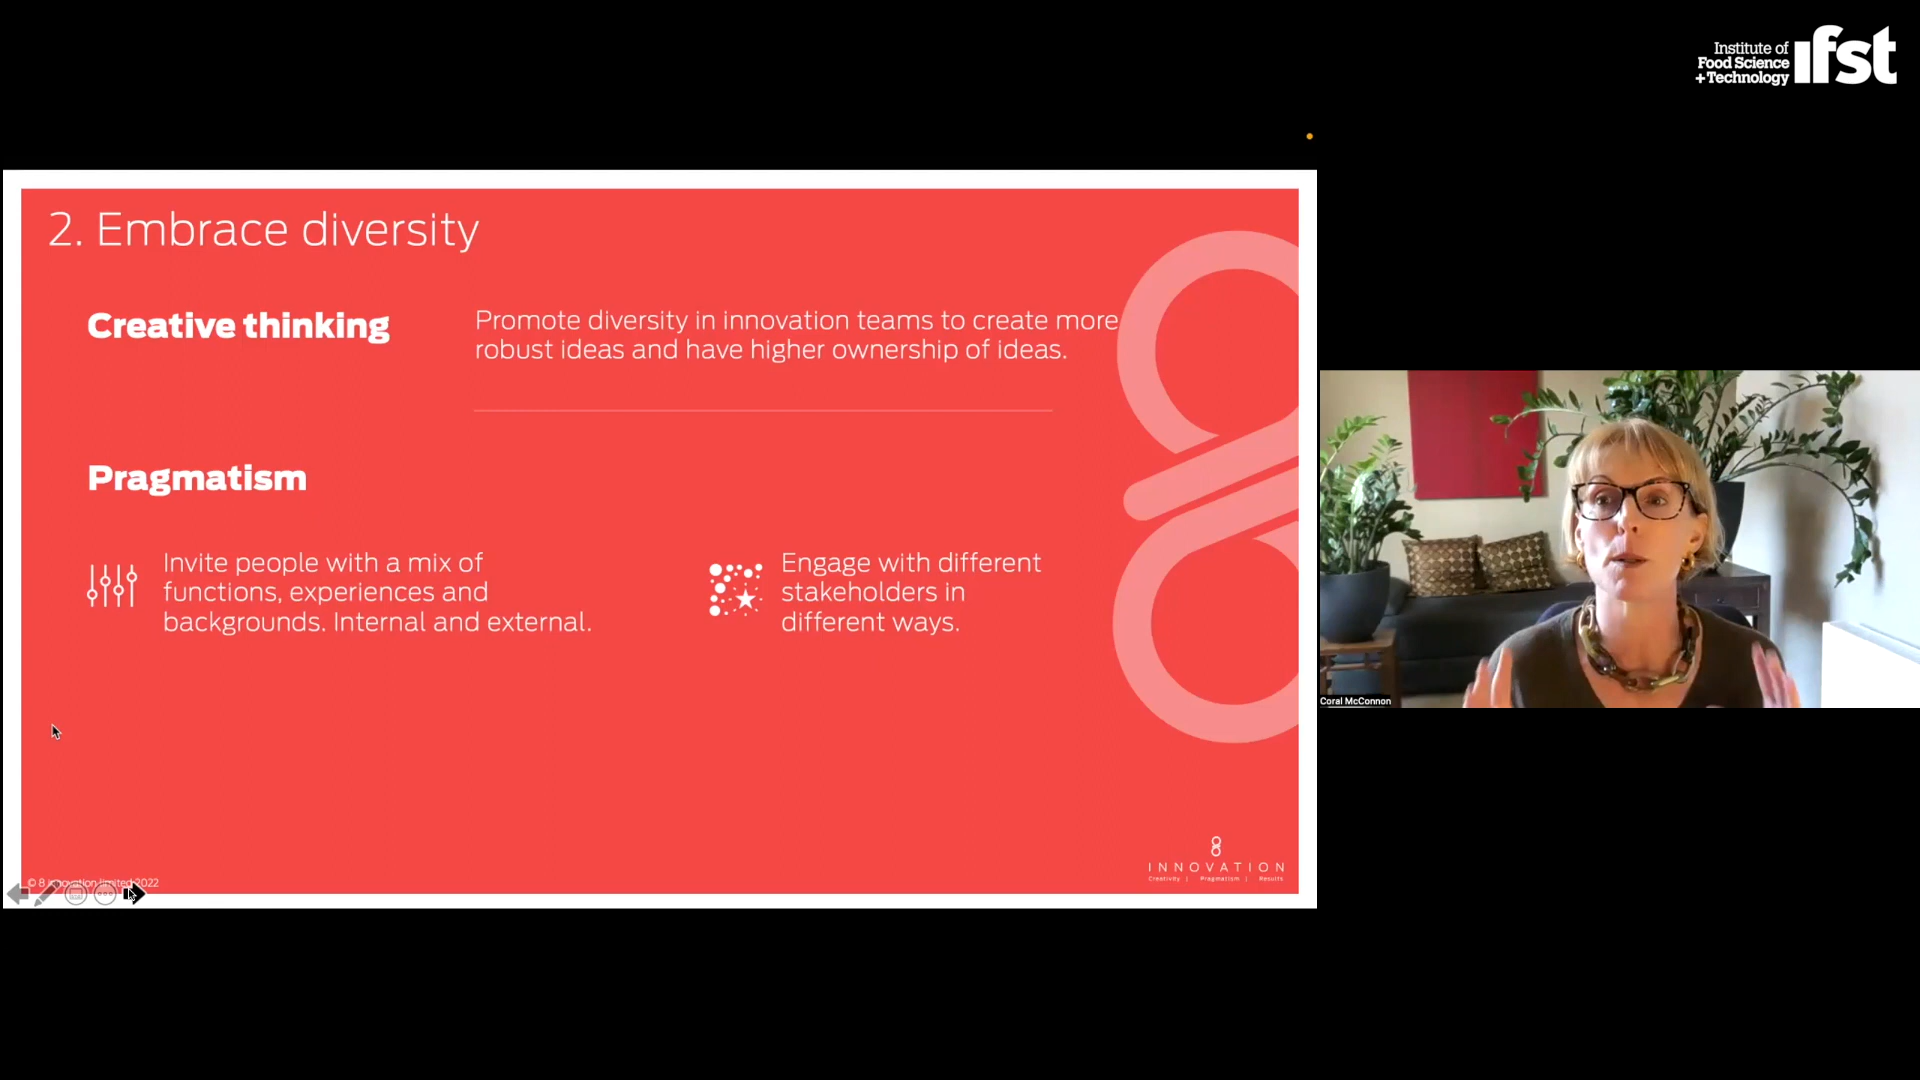 Institute of
Food Science
+Technology
ifst
2. Embrace diversity
Creative thinking
Promote diversity in innovation teams to create more
robust ideas and have higher ownership of ideas.
Pragmatism
Invite people with a mix of
functions, experiences and
backgrounds. Internal and external.
Engage with different
stakeholders in
different ways.
Coral McConnon
8
INNOVATION
Creativity | Pragmatism | Results
© 8 innovation limited 2022